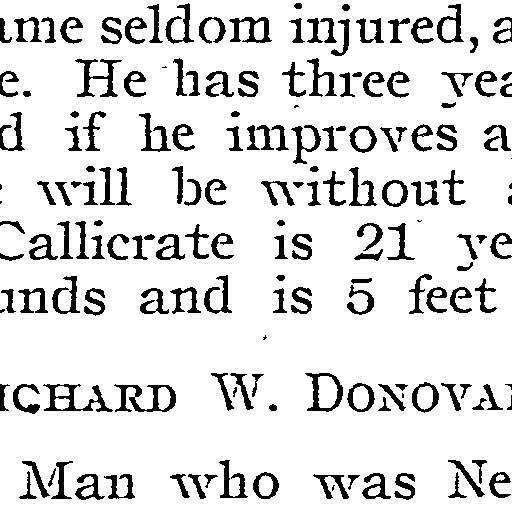 ame seldom injured, a
e. He has three yea
d if he improves a
will be without a
Callicrate is 21 ye
unds and is 5 feet
ICHARD W. DONOVAN
Man who was Ne